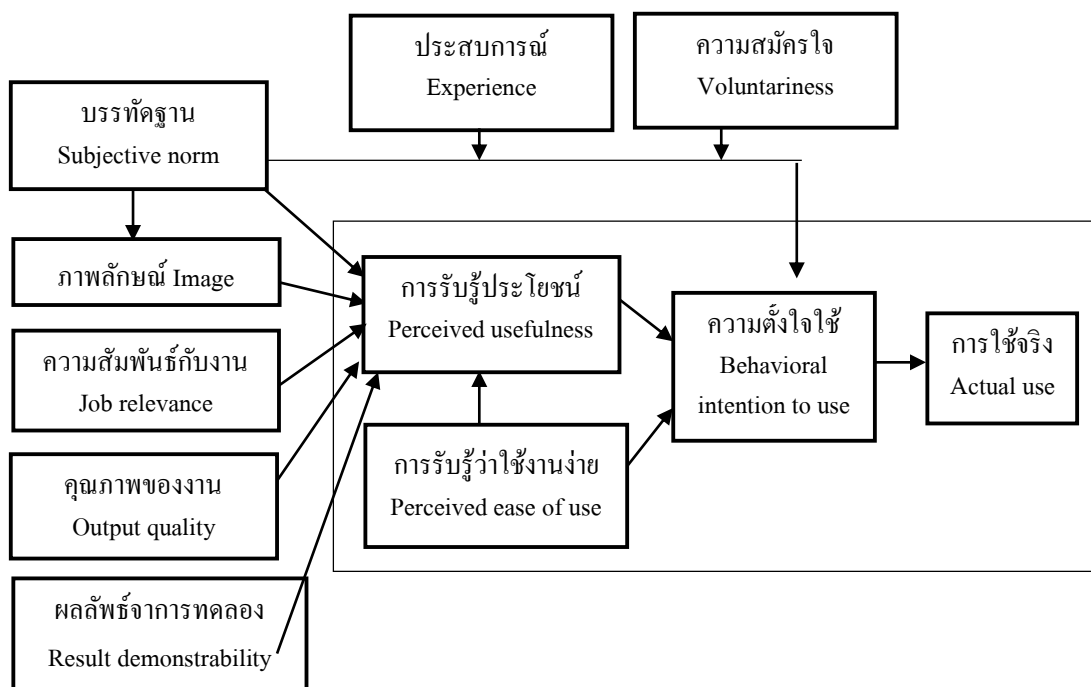 ประสบการณ์
Experience
ความสมัครใจ
Voluntariness
บรรทัดฐาน
Subjective norm
ภาพลักษณ์ Image
การรับรู้ประโยชน์
Perceived usefulness
ความตั้งใจใช้
Behavioral
intention to use
การใช้จริง
Actual use
ความสัมพันธ์กับงาน
Job relevance
การรับรู้ว่าใช้งานง่าย
Perceived ease of use
คุณภาพของงาน
Output quality
ผลลัพธ์จาการทดลอง
Result demonstrability